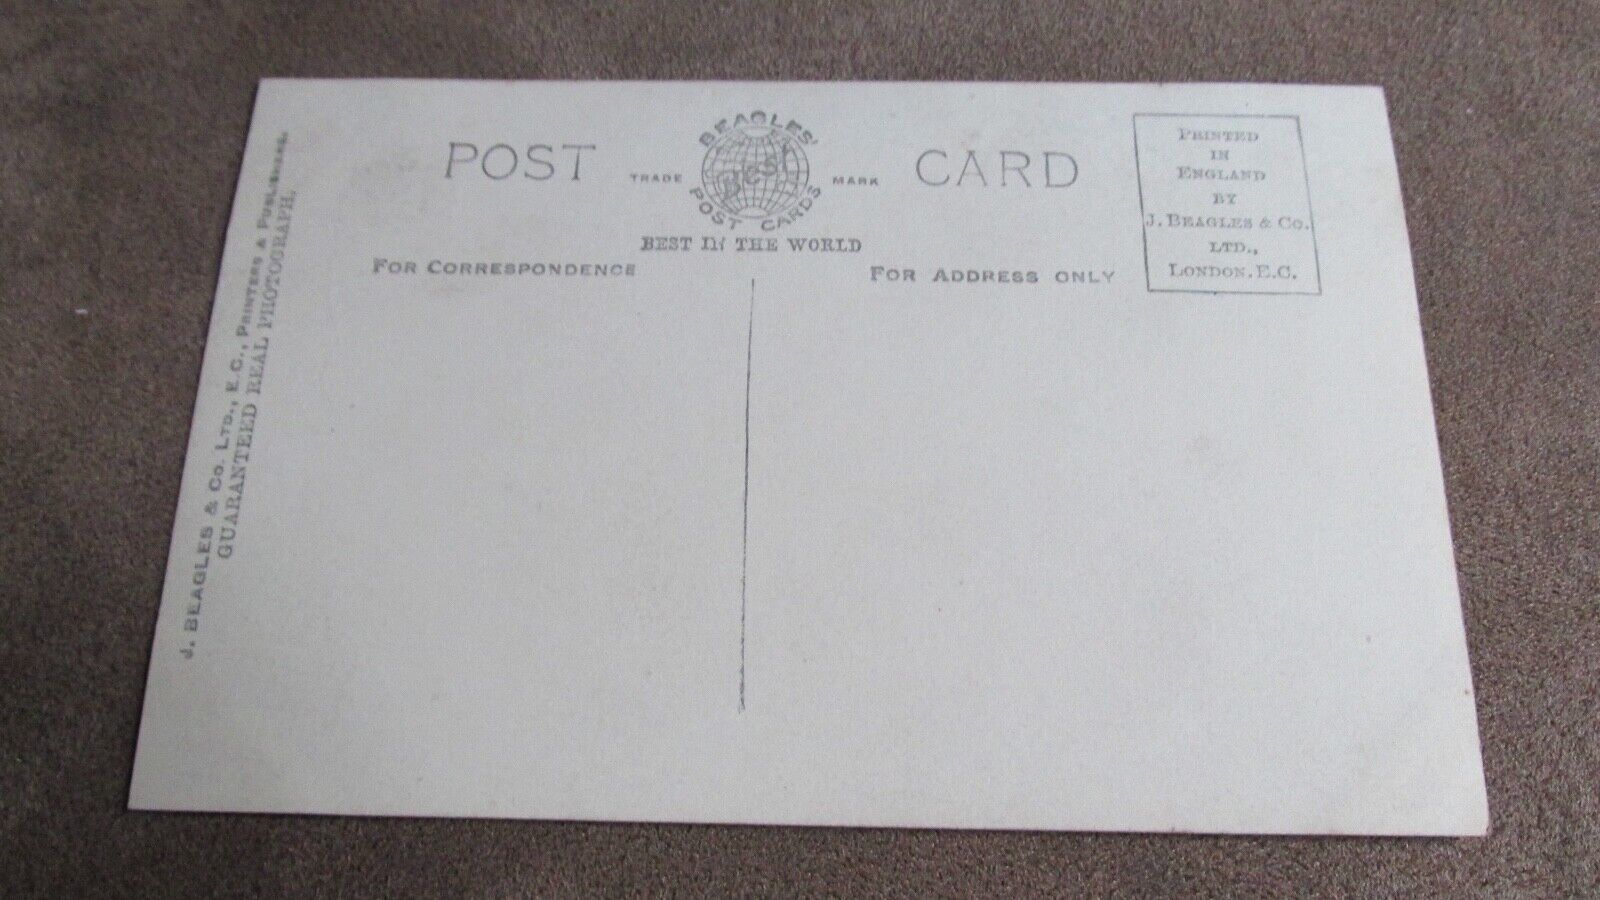 POST CARD
BEAGLES'
TRADE MARK
POST CARDS
BEST IN THE WORLD
FOR CORRESPONDENCE
FOR ADDRESS ONLY
PRINTED
IN
ENGLAND
BY
J. BEAGLES & CO.
LTD.,
LONDON. E.C.
J. BEAGLES & CO. LTD., E.C., PRINTERS & PUBLISHERS.
GUARANTEED REAL PHOTOGRAPH.